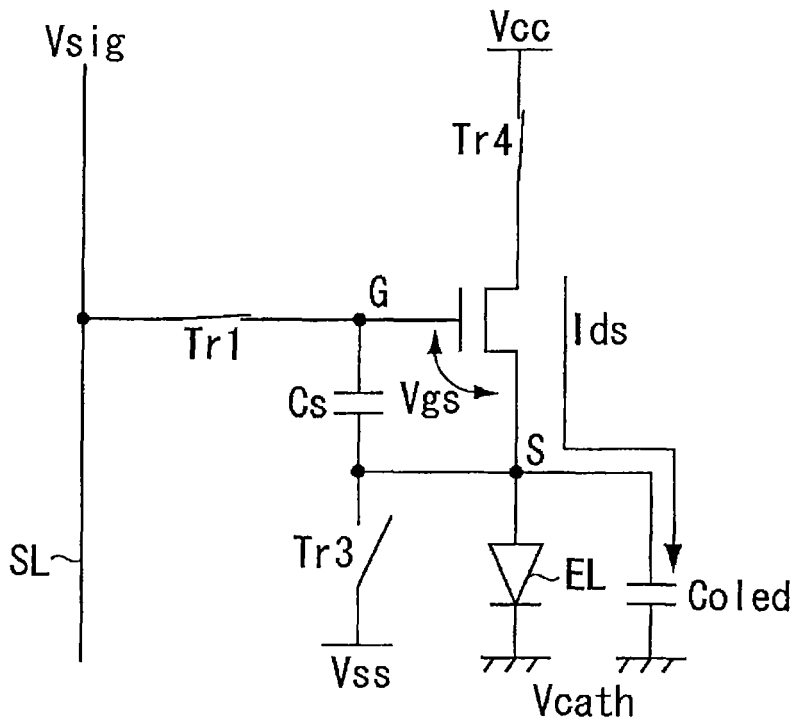 Vsig
Vcc
Tr4
G
Tr1
Ids
Cs
Vgs
S
Tr3
SL
EL
Coled
Vss
Vcath